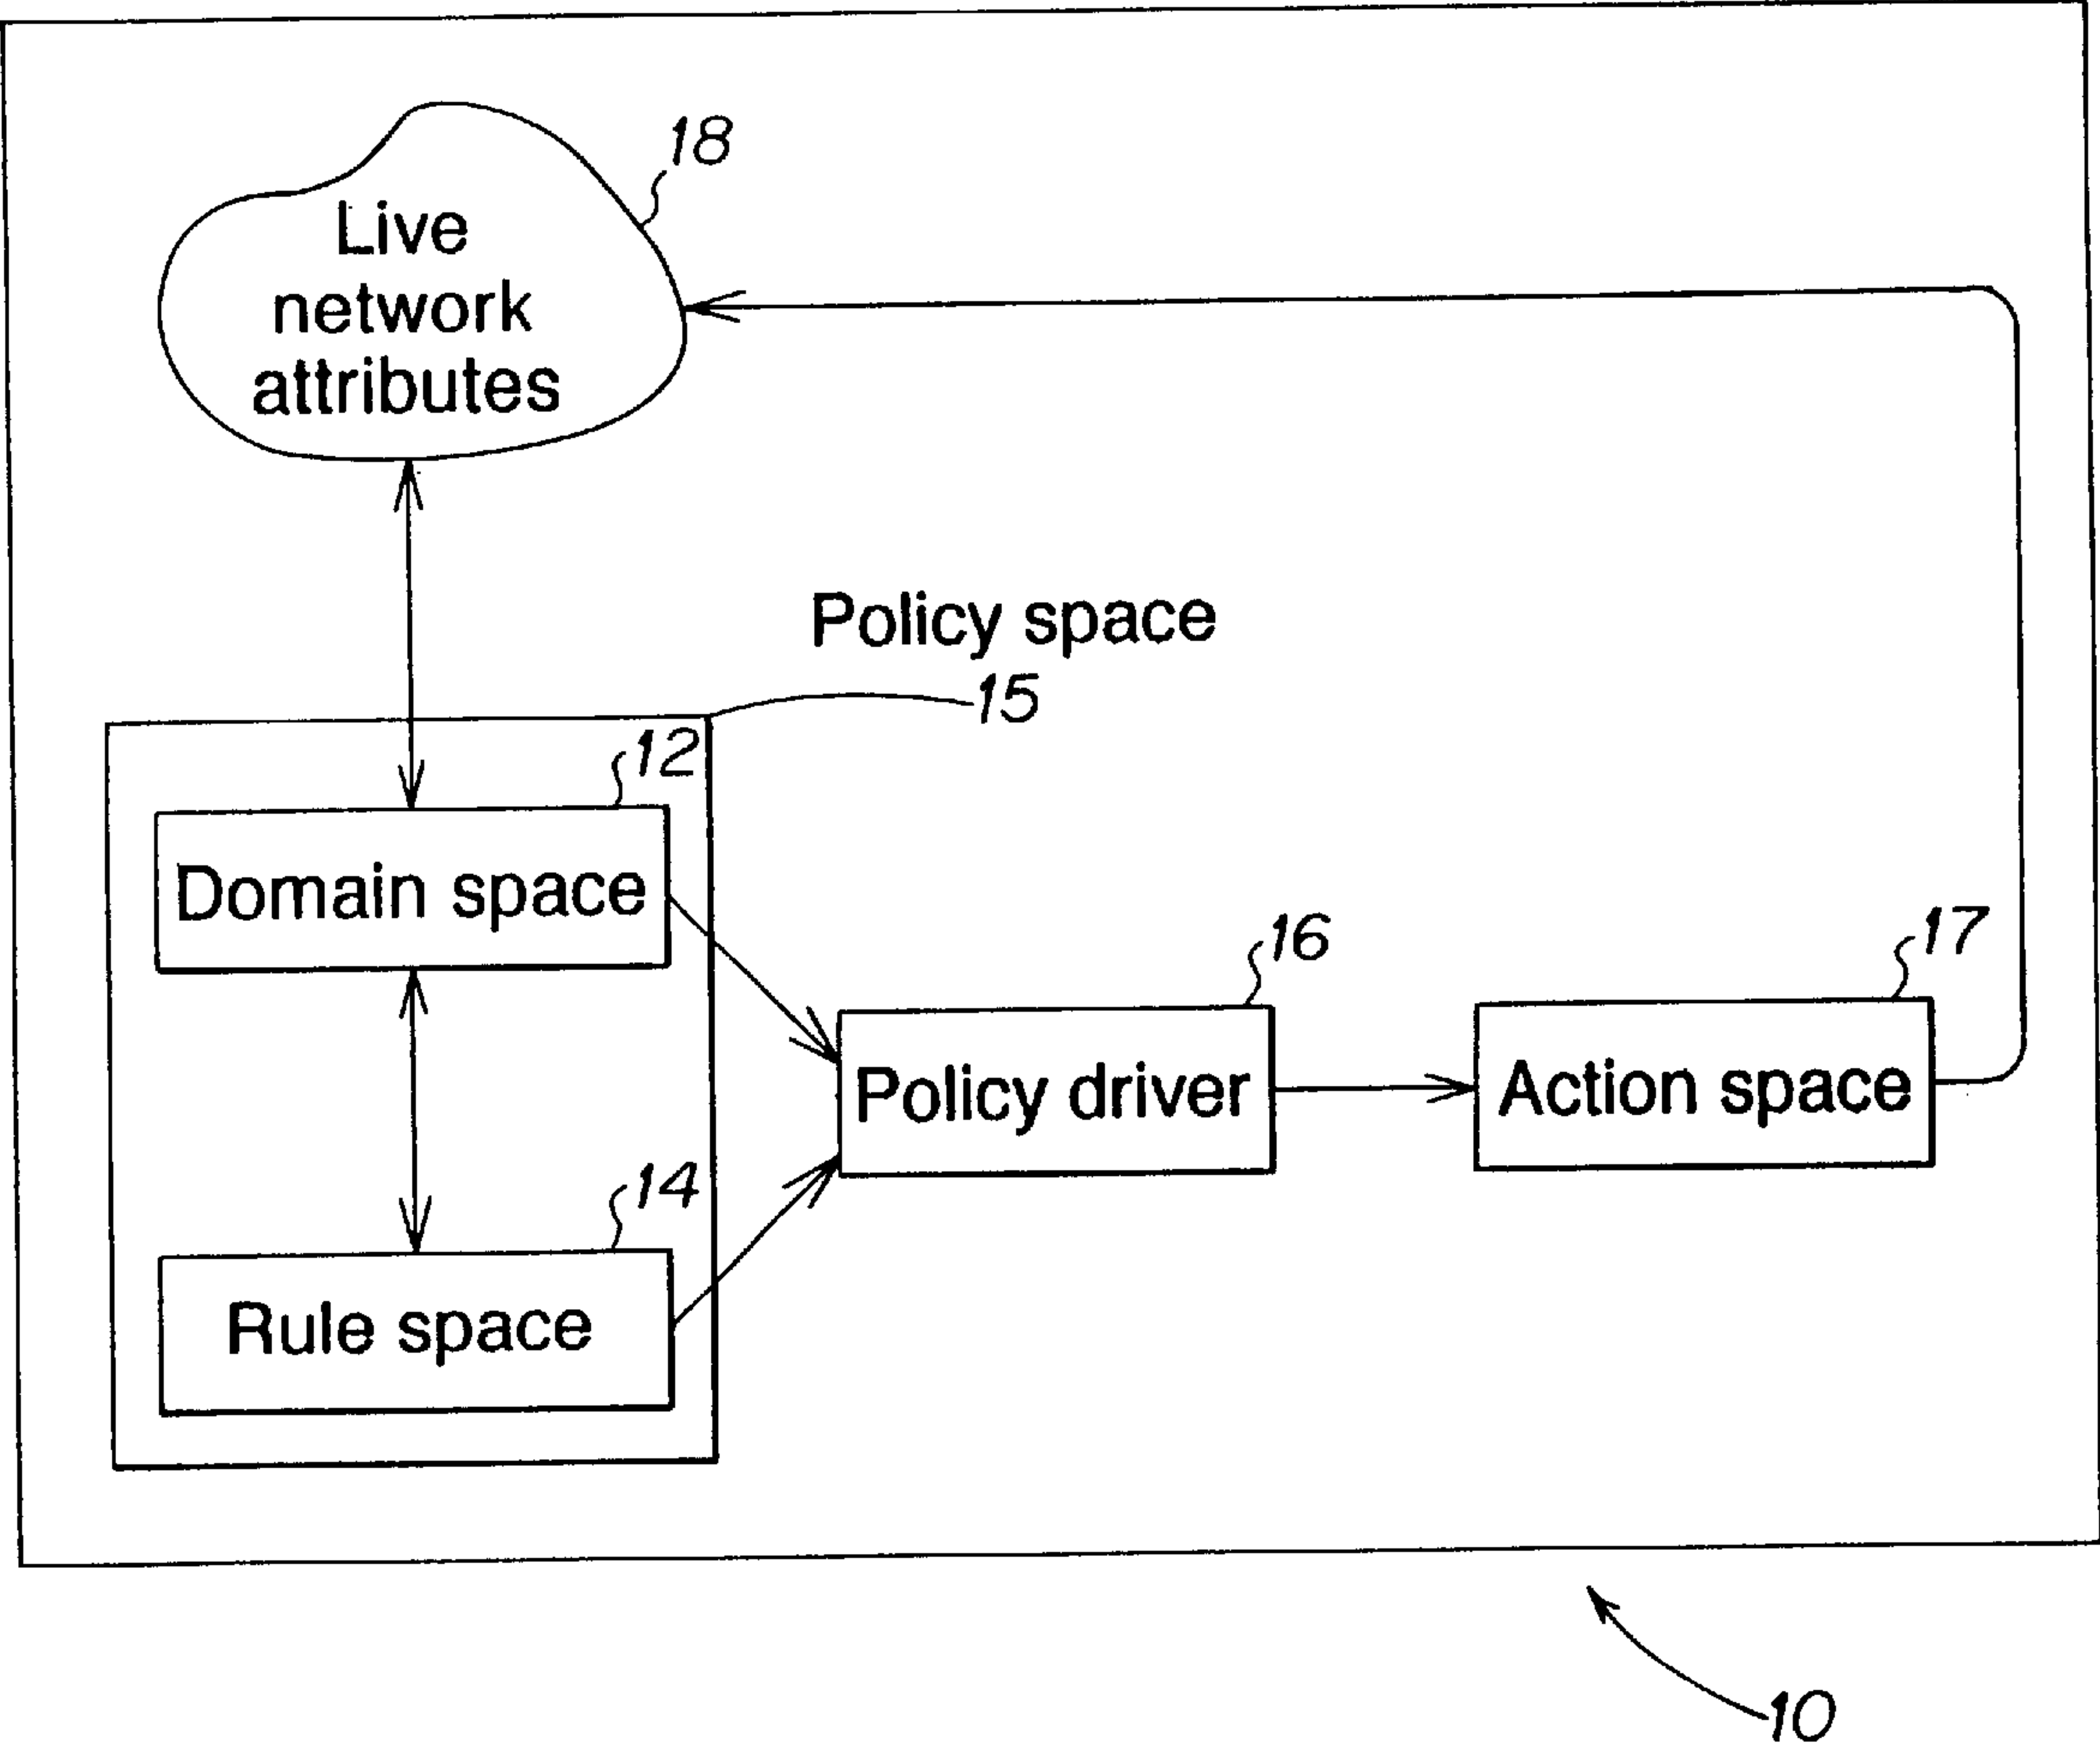 18
Live
network
attributes
Policy space
15
12
Domain space
16
17
Policy driver
Action space
14
Rule space
10